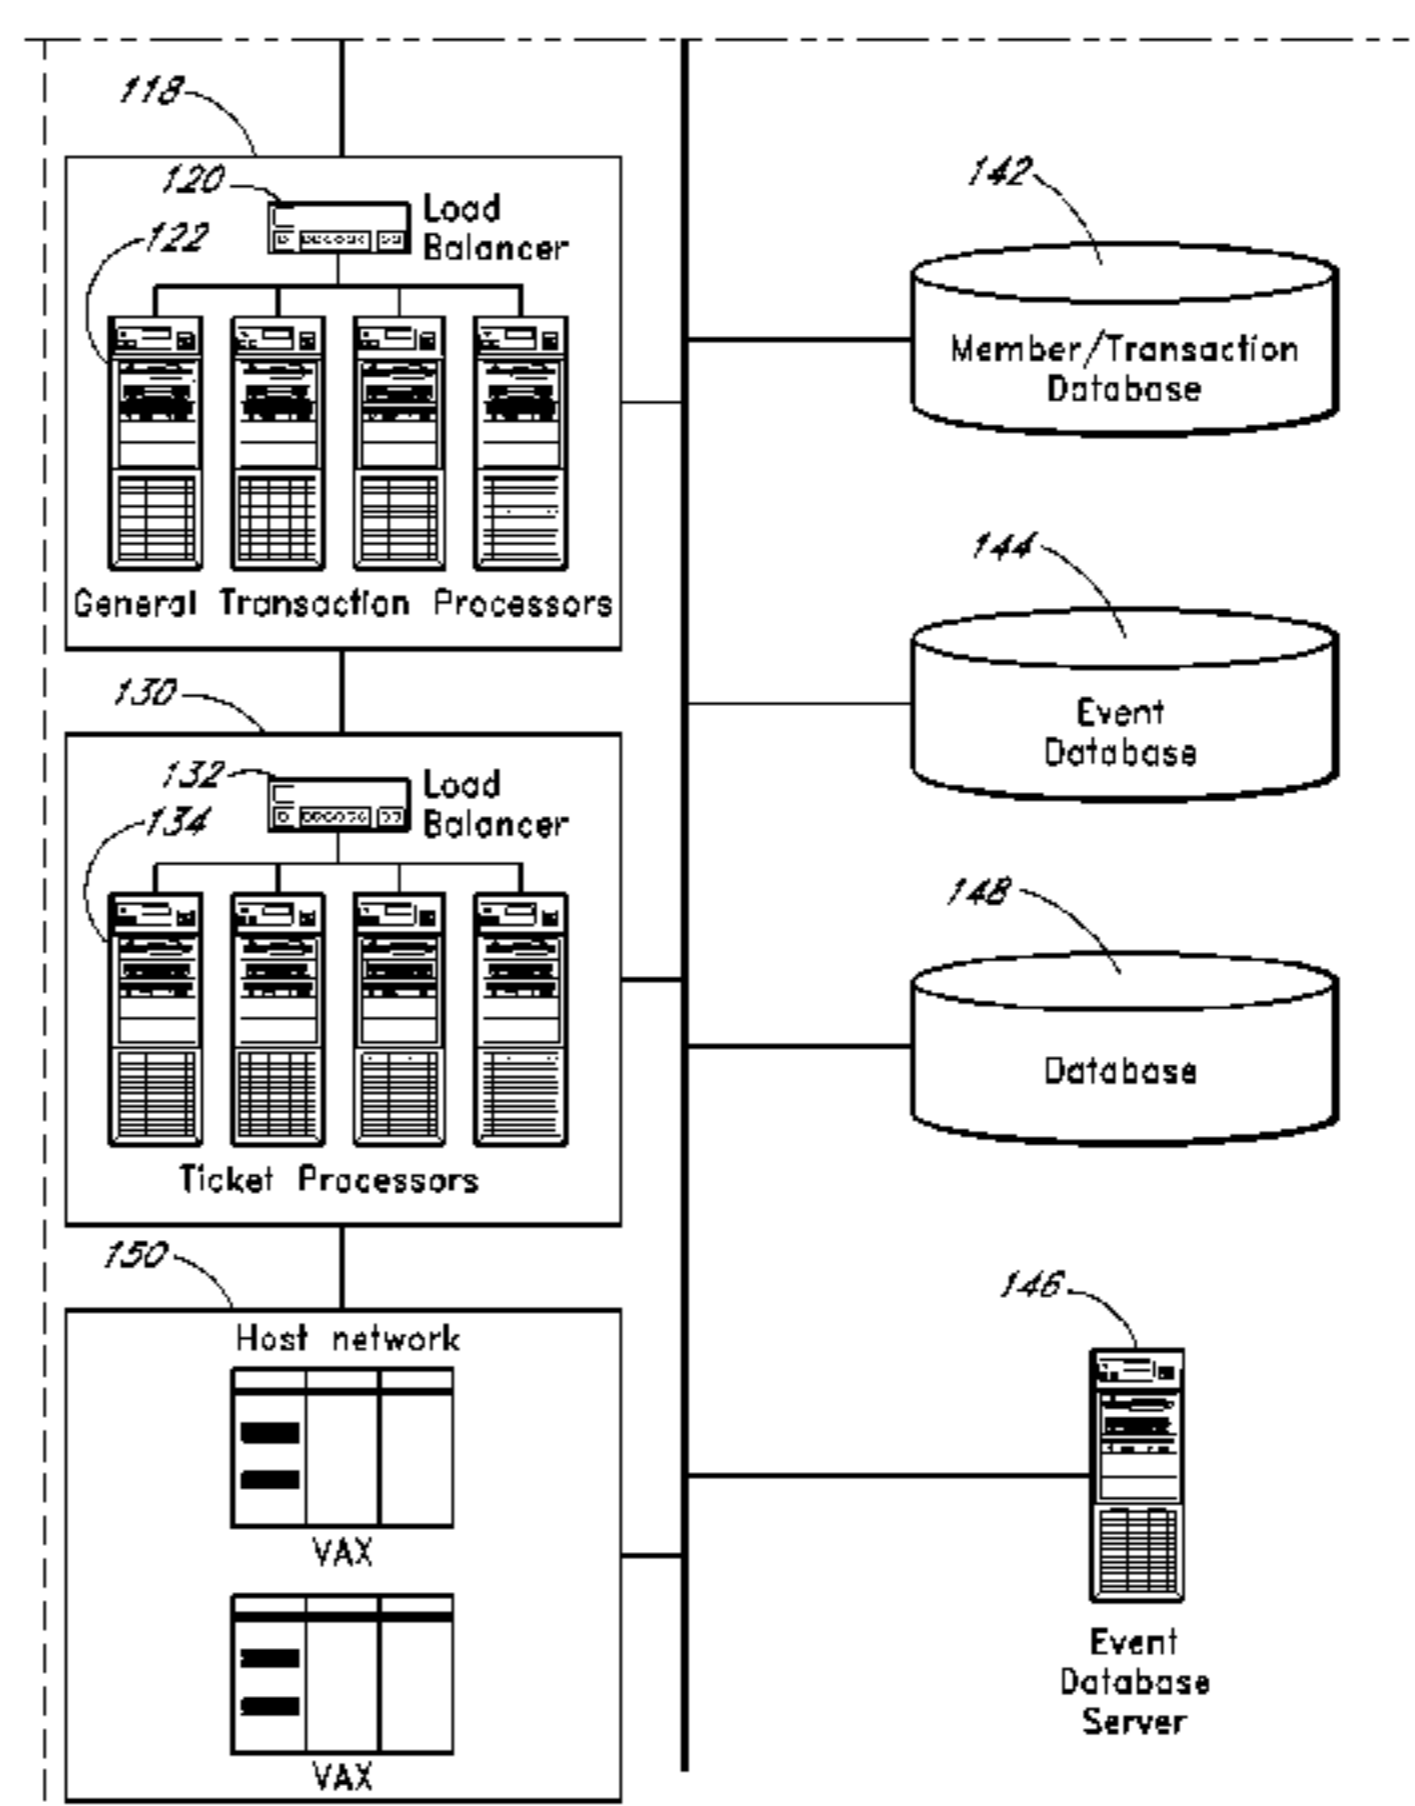 118
120
Load
Balancer
122
General Transaction Processors
130
132
Load
Balancer
134
Ticket Processors
150
Host network
VAX
VAX
142
Member/Transaction
Database
144
Event
Database
148
Database
146
Event
Database
Server